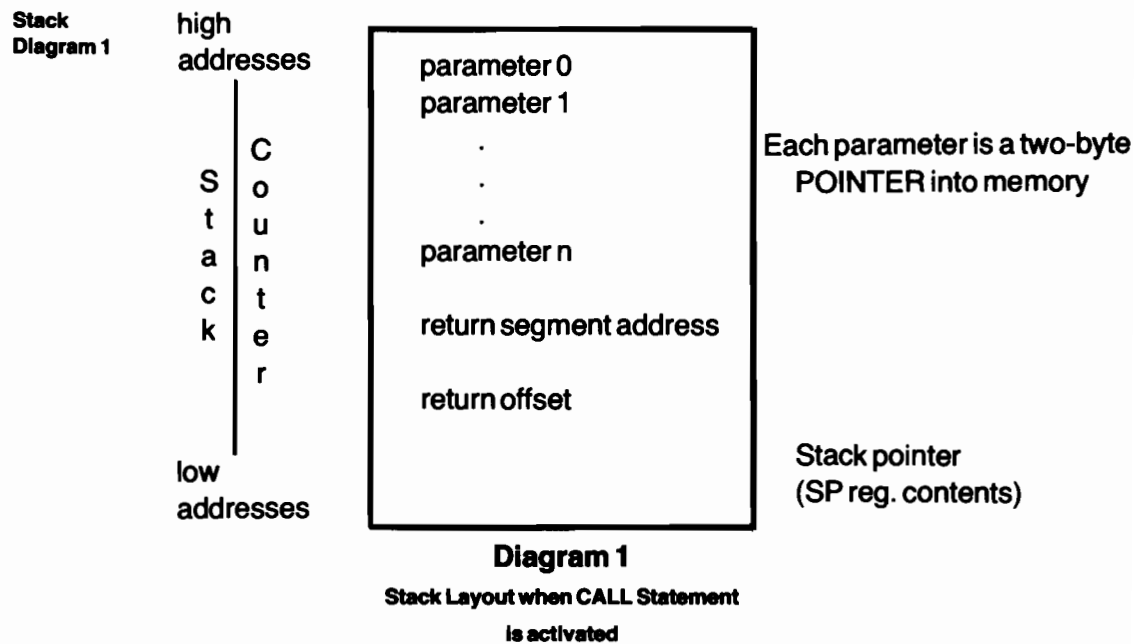 Stack
Diagram 1
high
addresses
Stack
Counter
low
addresses
parameter 0
parameter 1
.
.
.
parameter n
return segment address
return offset
Each parameter is a two-byte
POINTER into memory
Stack pointer
(SP reg. contents)
Diagram 1
Stack Layout when CALL Statement
is activated